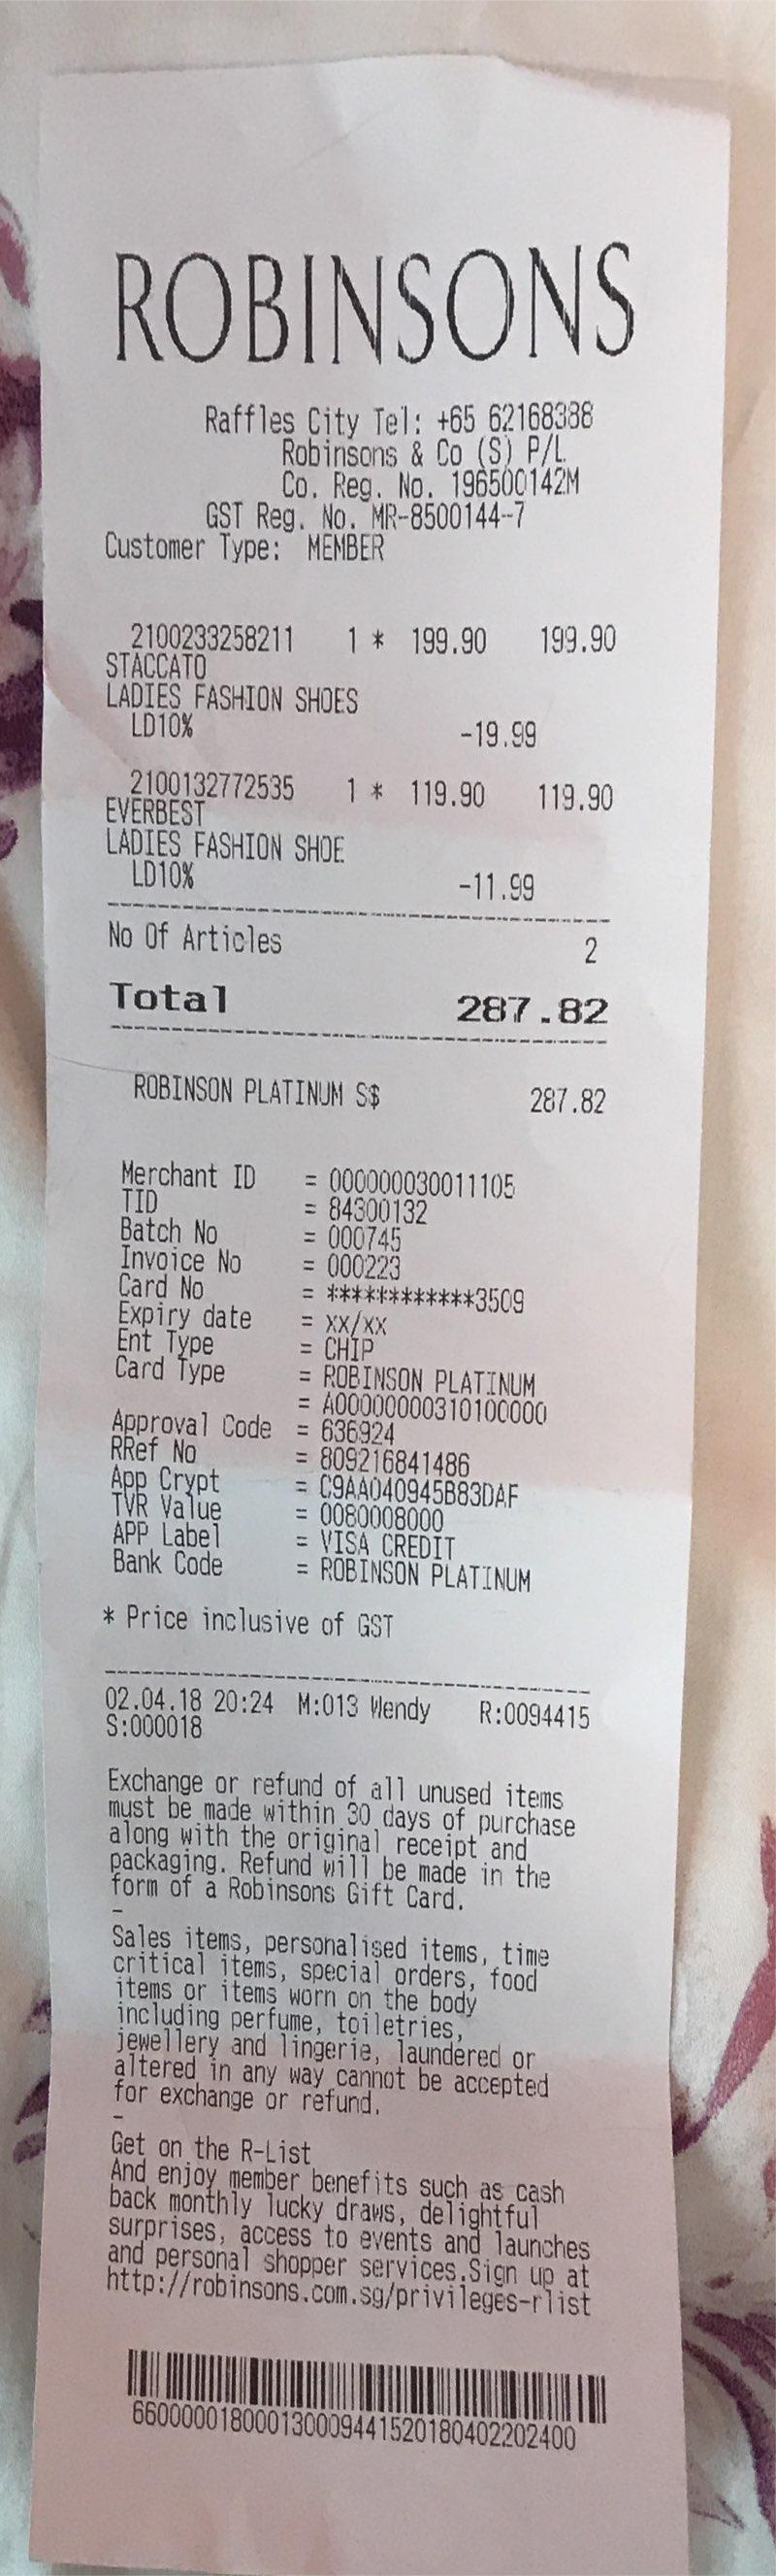 ROBINSONS
Raffles City Tel: +65 62168388
Robinsons & Co (S) P/L
Co. Reg. No. 196500142M
GST Reg. No. MR-8500144-7
Customer Type: MEMBER
2100233258211 1 * 199.90 199.90
STACCATO
LADIES FASHION SHOES
LD10% -19.99
2100132772535 1 * 119.90 119.90
EVERBEST
LADIES FASHION SHOE
LD10% -11.99
No Of Articles 2
Total 287.82
ROBINSON PLATINUM S$ 287.82
Merchant ID = 000000030011105
TID = 84300132
Batch No = 000745
Invoice No = 000223
Card No = ************3509
Expiry date = xx/xx
Ent Type = CHIP
Card Type = ROBINSON PLATINUM
= A00000000310100000
Approval Code = 636924
RRef No = 809216841486
App Crypt = C9AA040945B83DAF
TVR Value = 0080008000
APP Label = VISA CREDIT
Bank Code = ROBINSON PLATINUM
* Price inclusive of GST
02.04.18 20:24 M:013 Wendy R:0094415
S:000018
Exchange or refund of all unused items
must be made within 30 days of purchase
along with the original receipt and
packaging. Refund will be made in the
form of a Robinsons Gift Card.
-
Sales items, personalised items, time
critical items, special orders, food
items or items worn on the body
including perfume, toiletries,
jewellery and lingerie, laundered or
altered in any way cannot be accepted
for exchange or refund.
-
Get on the R-List
And enjoy member benefits such as cash
back monthly lucky draws, delightful
surprises, access to events and launches
and personal shopper services.Sign up at
http://robinsons.com.sg/privileges-rlist
660000018000130009441520180402202400